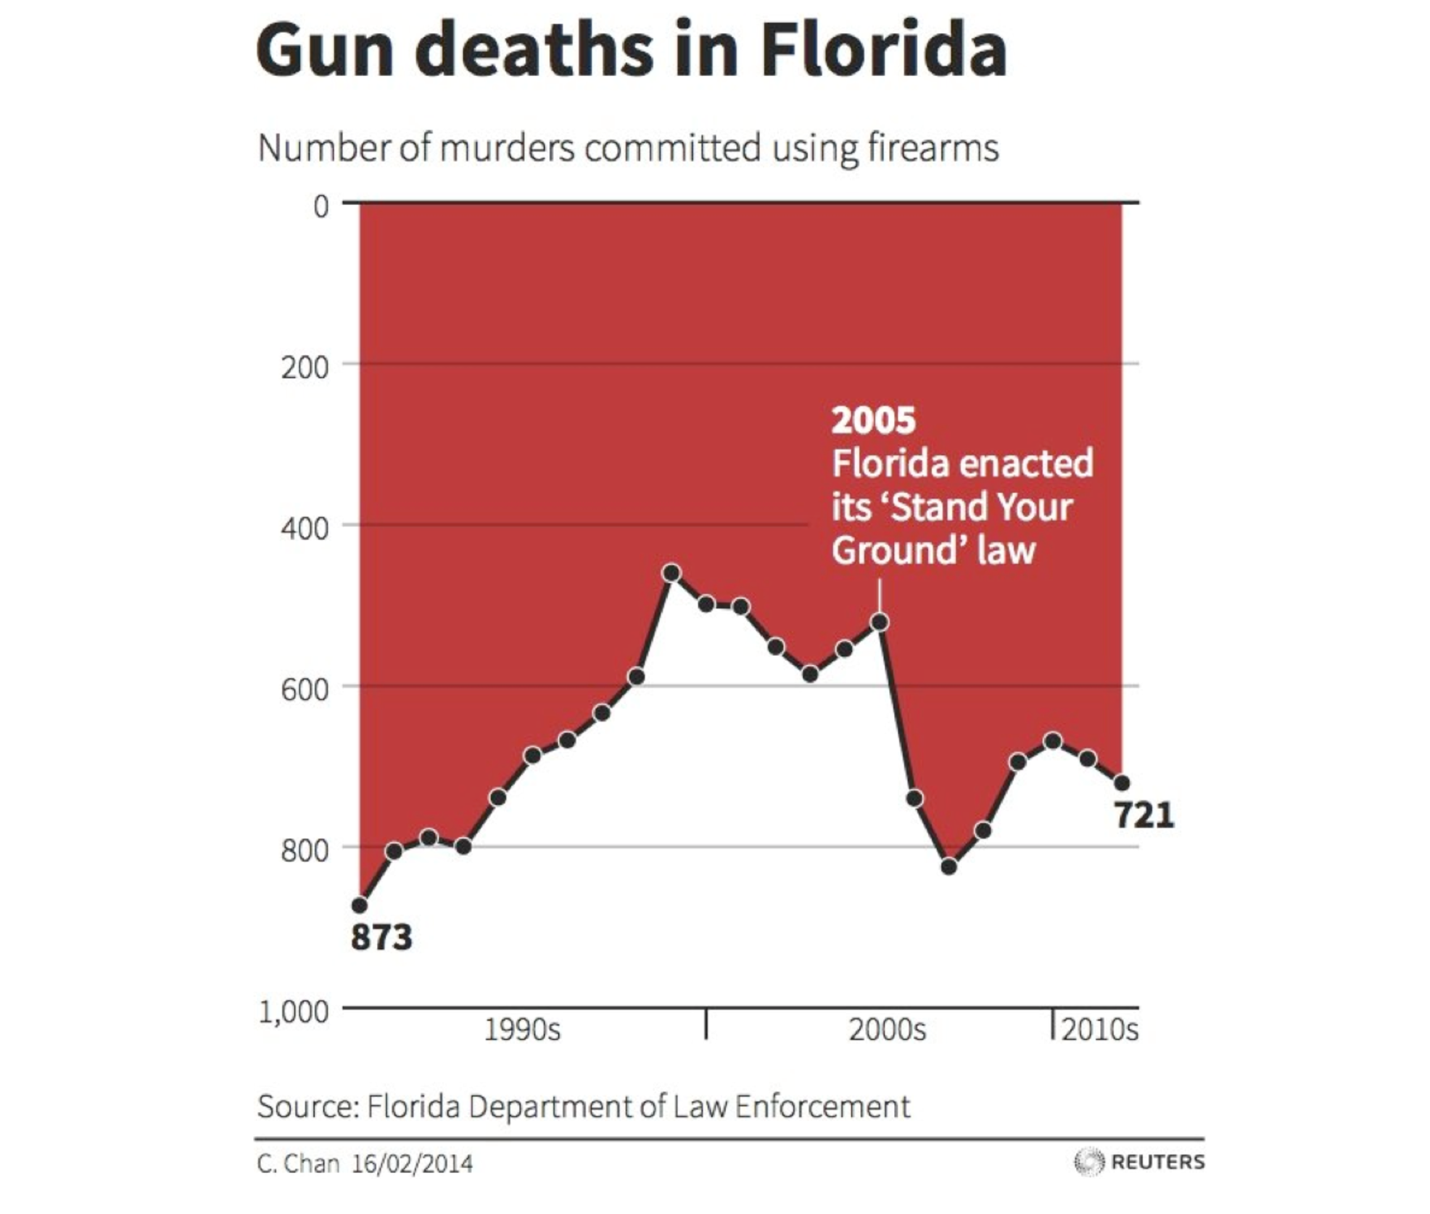 Gun deaths in Florida
Number of murders committed using firearms
0
200
2005
Florida enacted
its ‘Stand Your
Ground’ law
400
600
721
800
873
1,000
1990s 2000s 2010s
Source: Florida Department of Law Enforcement
C. Chan 16/02/2014 REUTERS